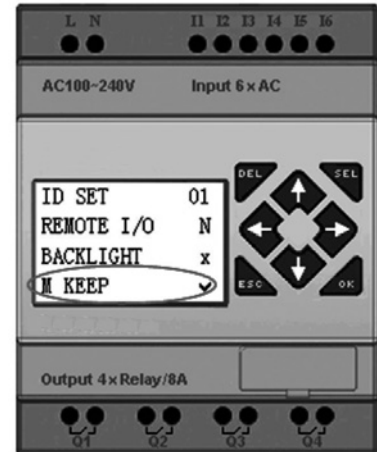 L N I1 I2 I3 I4 I5 I6
AC100~240V Input 6 x AC
DEL SEL
ID SET 01
REMOTE I/O N
BACKLIGHT x
M KEEP ✓
ESC OK
Output 4 x Relay/8A
Q1 Q2 Q3 Q4